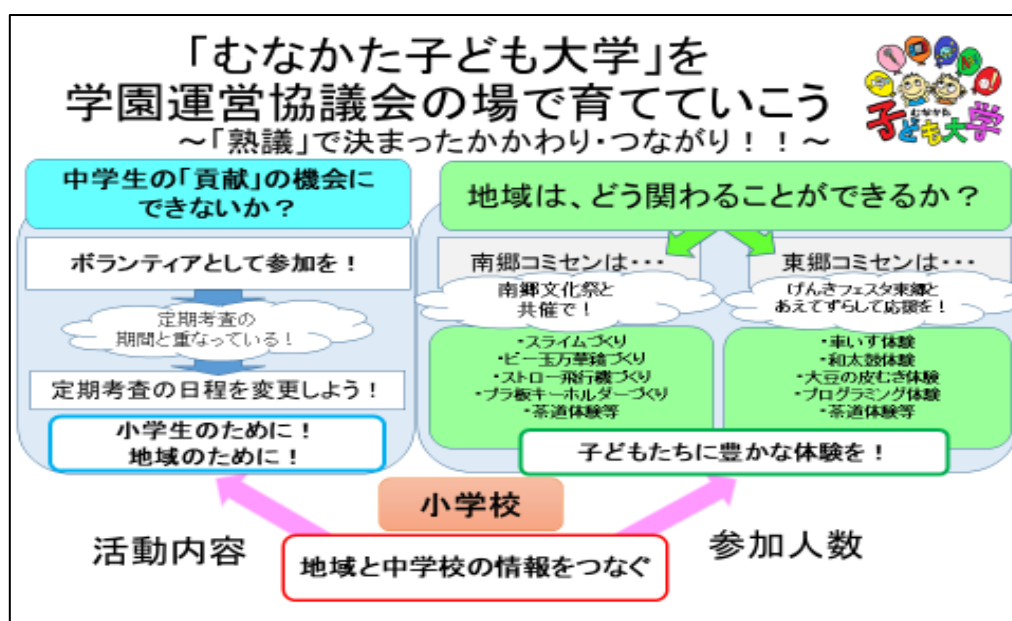 「むなかた子ども大学」を
学園運営協議会の場で育てていこう
～「熟議」で決まったかかわり・つながり！！～
むなかた
子ども大学
中学生の「貢献」の機会に
できないか？
ボランティアとして参加を！
定期考査の
期間と重なっている！
定期考査の日程を変更しよう！
小学生のために！
地域のために！
地域は、どう関わることができるか？
南郷コミセンは・・・
南郷文化祭と
共催で！
・スライムづくり
・ビー玉万華鏡づくり
・ストロー飛行機づくり
・プラ板キーホルダーづくり
・茶道体験等
東郷コミセンは・・・
げんきフェスタ東郷と
あえてずらして応援を！
・車いす体験
・和太鼓体験
・大豆の皮むき体験
・プログラミング体験
・茶道体験等
子どもたちに豊かな体験を！
小学校
活動内容
地域と中学校の情報をつなぐ
参加人数